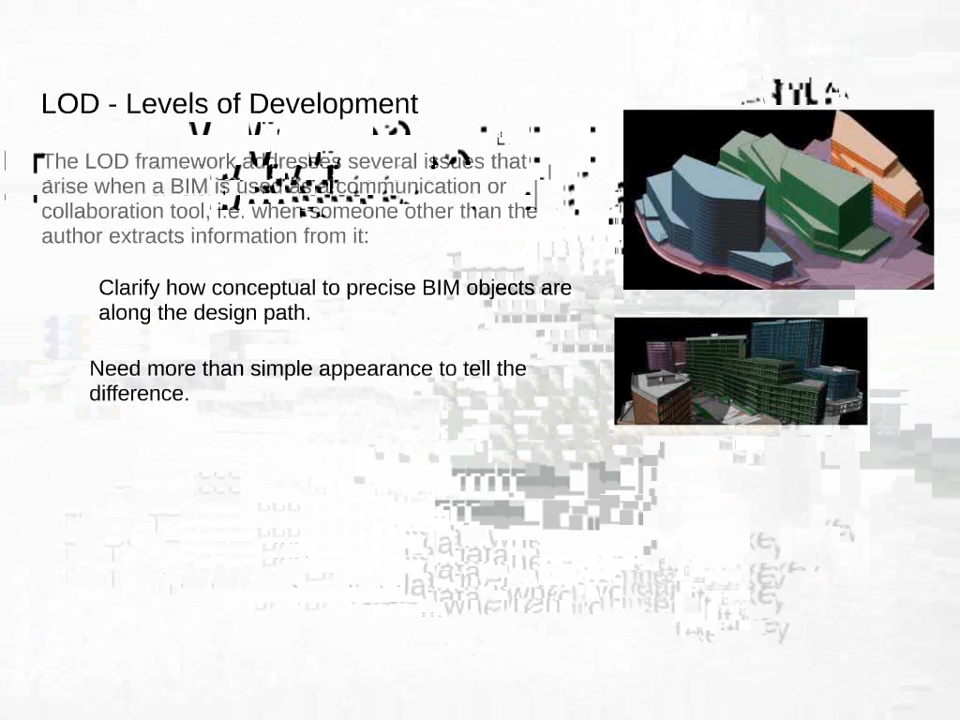 LOD - Levels of Development
The LOD framework addresses several issues that
arise when a BIM is used as a communication or
collaboration tool, i.e. when someone other than the
author extracts information from it:
Clarify how conceptual to precise BIM objects are
along the design path.
Need more than simple appearance to tell the
difference.